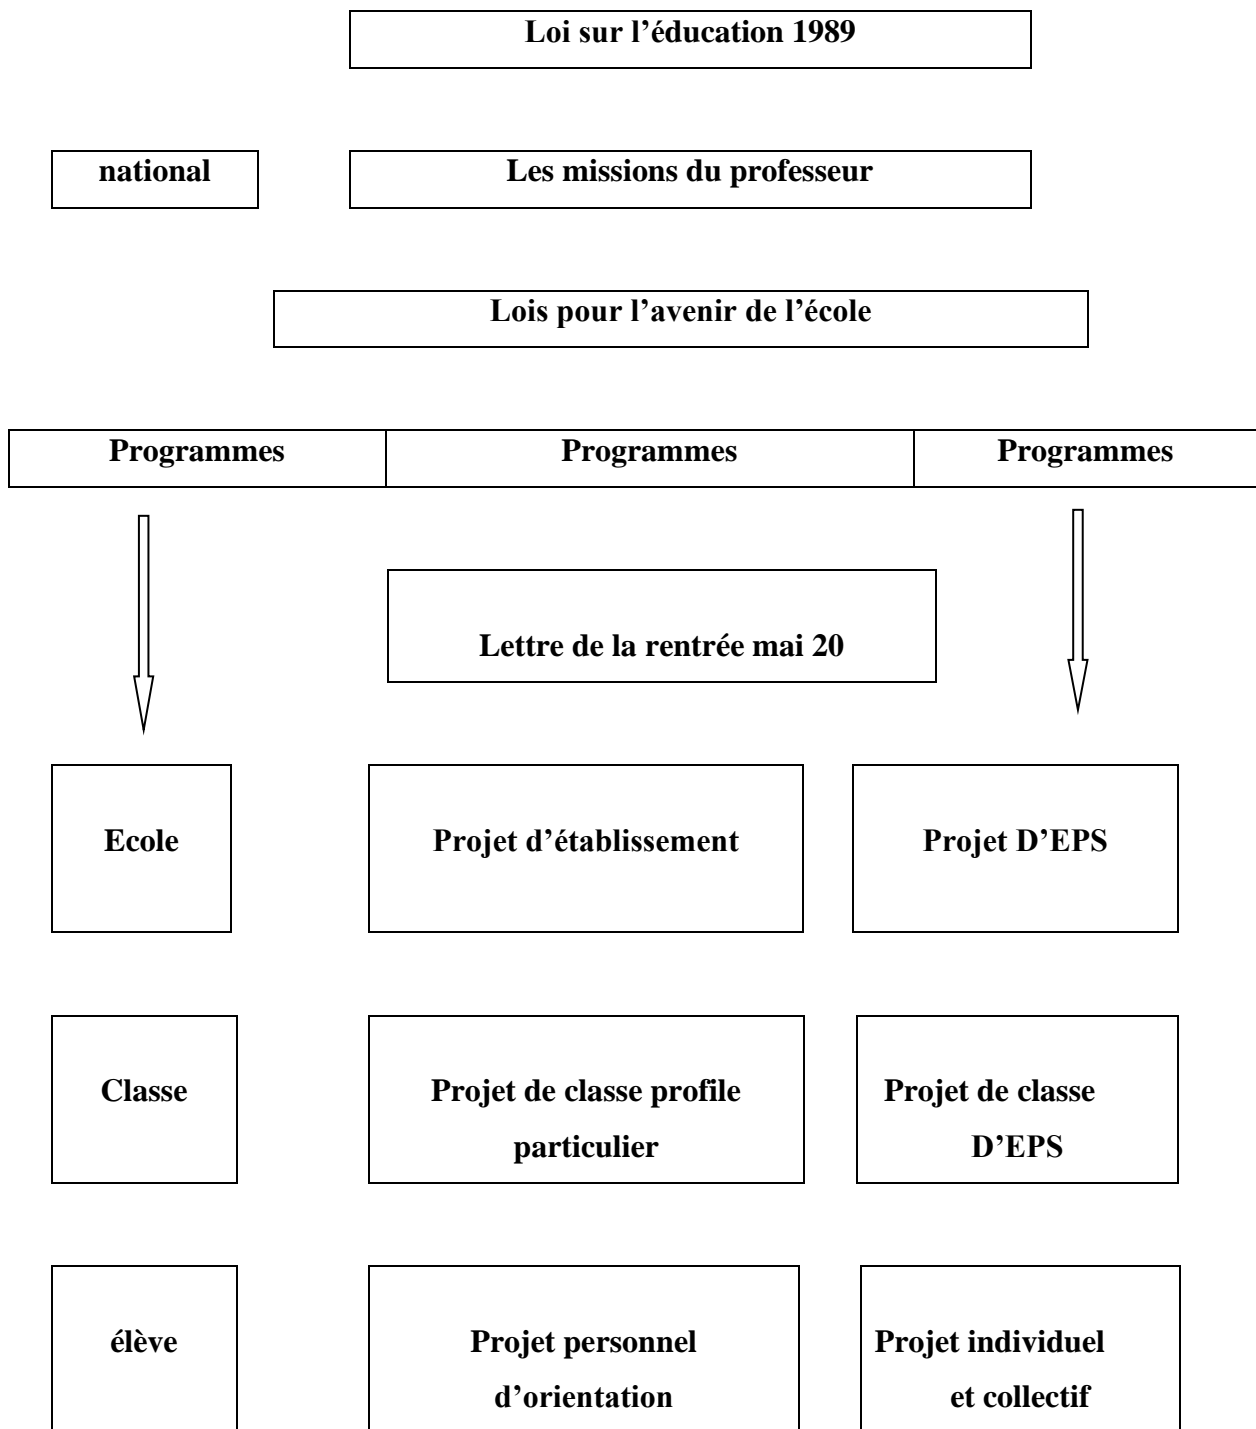 Loi sur l’éducation 1989
national
Les missions du professeur
Lois pour l’avenir de l’école
Programmes
Programmes
Programmes
Lettre de la rentrée mai 20
Ecole
Projet d’établissement
Projet D’EPS
Classe
Projet de classe profile
particulier
Projet de classe
D’EPS
élève
Projet personnel
d’orientation
Projet individuel
et collectif